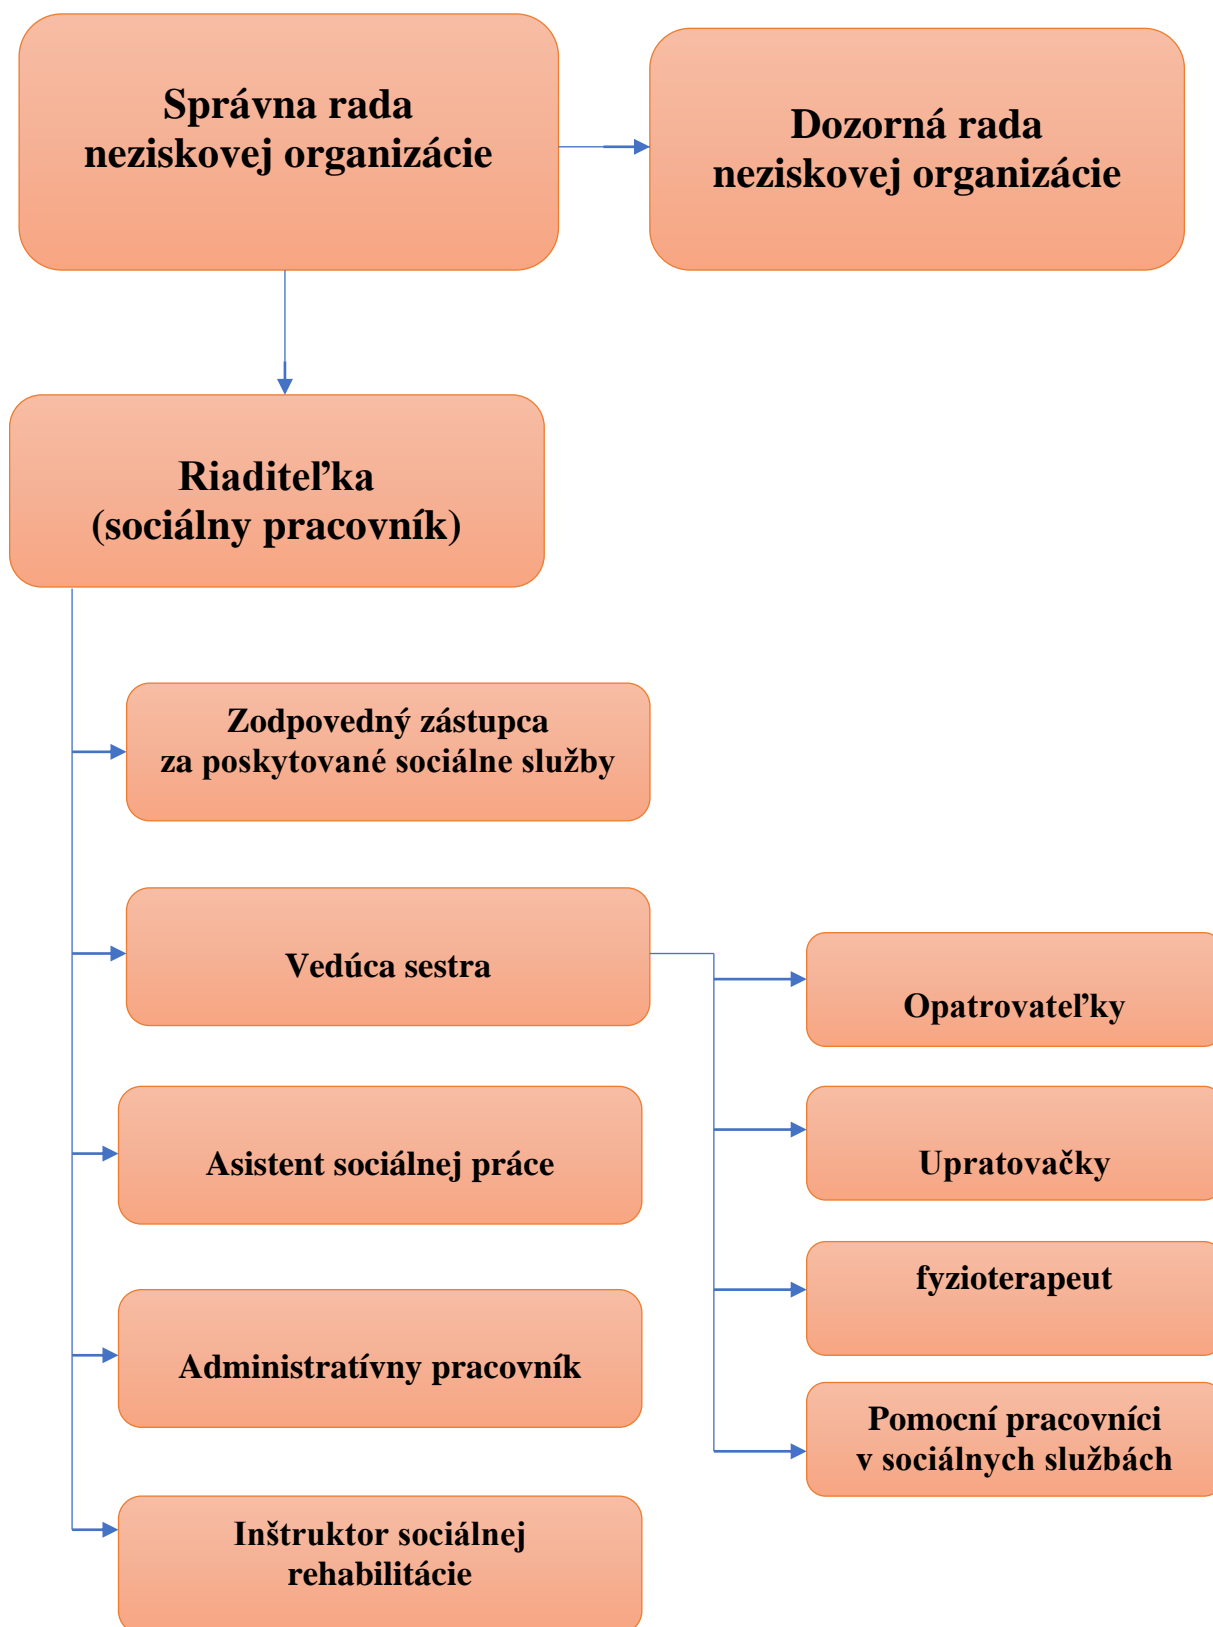 Správna rada
neziskovej organizácie
Dozorná rada
neziskovej organizácie
Riaditeľka
(sociálny pracovník)
Zodpovedný zástupca
za poskytované sociálne služby
Vedúca sestra
Opatrovateľky
Asistent sociálnej práce
Upratovačky
fyzioterapeut
Administratívny pracovník
Pomocní pracovníci
v sociálnych službách
Inštruktor sociálnej
rehabilitácie